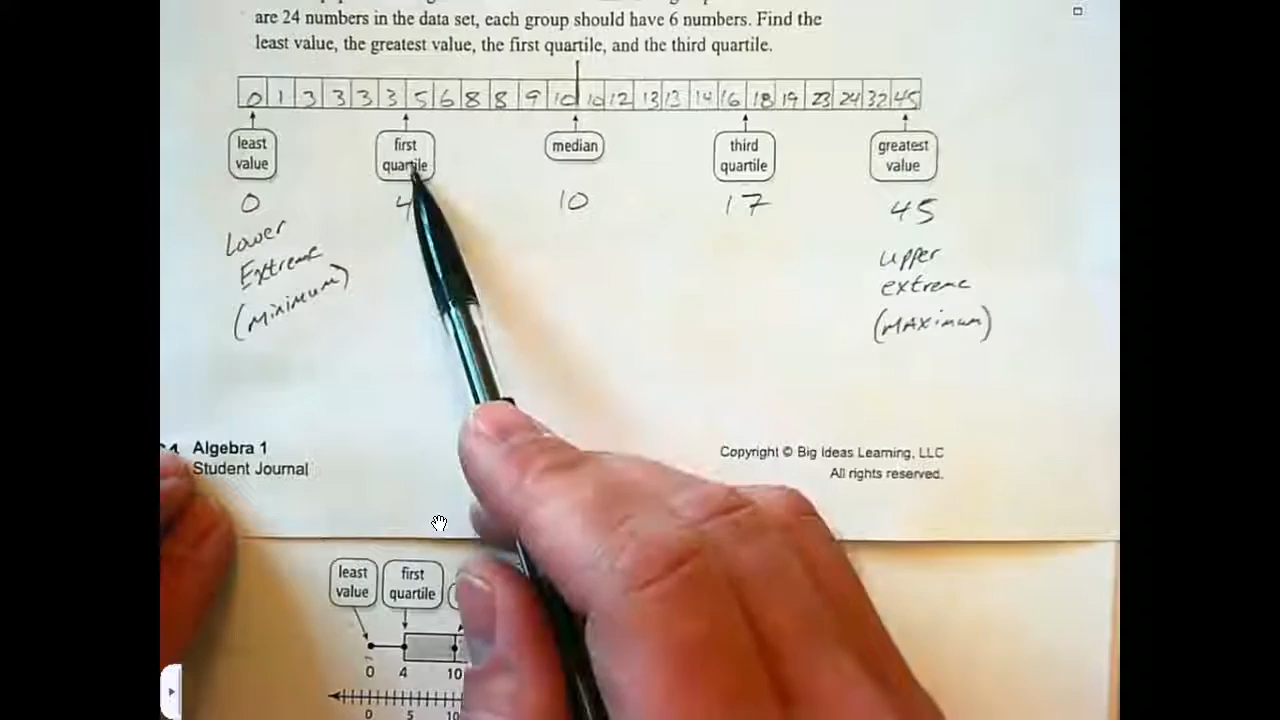 are 24 numbers in the data set, each group should have 6 numbers. Find the
least value, the greatest value, the first quartile, and the third quartile.
0 1 3 3 3 3 5 6 8 8 9 10 10 12 13 13 14 16 18 19 23 24 32 45
least value
first quartile
median
third quartile
greatest value
0 4 10 17 45
Lower
Extreme
(Minimum)
upper
extreme
(MAximum)
Algebra 1
Student Journal
Copyright © Big Ideas Learning, LLC
All rights reserved.
least value
first quartile
0 4 10
0 5 10